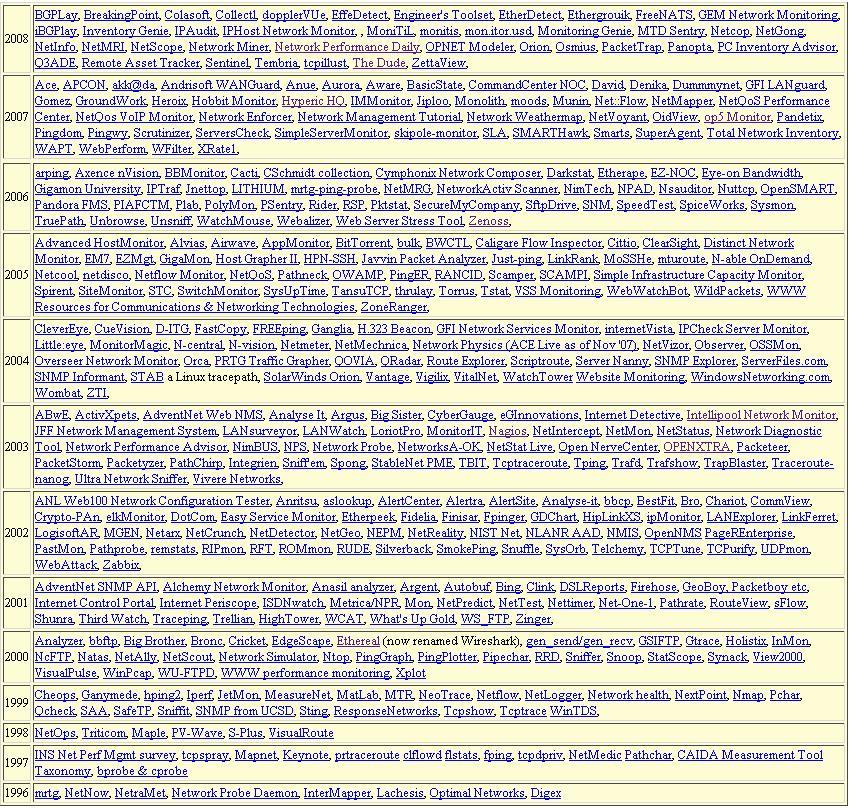 2008
BGPLay, BreakingPoint, Colasoft, Collectl, dopplerVUe, EffeDetect, Engineer's Toolset, EtherDetect, Ethergrouik, FreeNATS, GEM Network Monitoring,
iBGPlay, Inventory Genie, IPAudit, IPHost Network Monitor, , MoniTiL, monitis, mon.itor.usd, Monitoring Genie, MTD Sentry, Netcop, NetGong,
NetInfo, NetMRI, NetScope, Network Miner, Network Performance Daily, OPNET Modeler, Orion, Osmius, PacketTrap, Panopta, PC Inventory Advisor,
Q3ADE, Remote Asset Tracker, Sentinel, Tembria, tcpillust, The Dude, ZettaView,
2007
Ace, APCON, akk@da, Andrisoft WANGuard, Anue, Aurora, Aware, BasicState, CommandCenter NOC, David, Denika, Dummmynet, GFI LANguard,
Gomez, GroundWork, Heroix, Hobbit Monitor, Hyperic HQ, IMMonitor, Jiploo, Monolith, moods, Munin, Net::Flow, NetMapper, NetQoS Performance
Center, NetQos VoIP Monitor, Network Enforcer, Network Management Tutorial, Network Weathermap, NetVoyant, OidView, op5 Monitor, Pandetix,
Pingdom, Pingwy, Scrutinizer, ServersCheck, SimpleServerMonitor, skipole-monitor, SLA, SMARTHawk, Smarts, SuperAgent, Total Network Inventory,
WAPT, WebPerform, WFilter, XRate1,
2006
arping, Axence nVision, BBMonitor, Cacti, CSchmidt collection, Cymphonix Network Composer, Darkstat, Etherape, EZ-NOC, Eye-on Bandwidth,
Gigamon University, IPTraf, Jnettop, LITHIUM, mrtg-ping-probe, NetMRG, NetworkActiv Scanner, NimTech, NPAD, Nsauditor, Nuttcp, OpenSMART,
Pandora FMS, PIAFCTM, Plab, PolyMon, PSentry, Rider, RSP, Pktstat, SecureMyCompany, SftpDrive, SNM, SpeedTest, SpiceWorks, Sysmon,
TruePath, Unbrowse, Unsniff, WatchMouse, Webalizer, Web Server Stress Tool, Zenoss,
2005
Advanced HostMonitor, Alvias, Airwave, AppMonitor, BitTorrent, bulk, BWCTL, Caligare Flow Inspector, Cittio, ClearSight, Distinct Network
Monitor, EM7, EZMgt, GigaMon, Host Grapher II, HPN-SSH, Javvin Packet Analyzer, Just-ping, LinkRank, MoSSHe, mturoute, N-able OnDemand,
Netcool, netdisco, Netflow Monitor, NetQoS, Pathneck, OWAMP, PingER, RANCID, Scamper, SCAMPI, Simple Infrastructure Capacity Monitor,
Spirent, SiteMonitor, STC, SwitchMonitor, SysUpTime, TansuTCP, thrulay, Torrus, Tstat, VSS Monitoring, WebWatchBot, WildPackets, WWW
Resources for Communications & Networking Technologies, ZoneRanger,
2004
CleverEye, CueVision, D-ITG, FastCopy, FREEping, Ganglia, H.323 Beacon, GFI Network Services Monitor, internetVista, IPCheck Server Monitor,
Little:eye, MonitorMagic, N-central, N-vision, Netmeter, NetMechnica, Network Physics (ACE Live as of Nov '07), NetVizor, Observer, OSSMon,
Overseer Network Monitor, Orca, PRTG Traffic Grapher, QOVIA, QRadar, Route Explorer, Scriptroute, Server Nanny, SNMP Explorer, ServerFiles.com,
SNMP Informant, STAB a Linux tracepath, SolarWinds Orion, Vantage, Vigilix, VitalNet, WatchTower Website Monitoring, WindowsNetworking.com,
Wombat, ZTI,
2003
ABwE, ActivXpets, AdventNet Web NMS, Analyse It, Argus, Big Sister, CyberGauge, eGInnovations, Internet Detective, Intellipool Network Monitor,
JFF Network Management System, LANsurveyor, LANWatch, LoriotPro, MonitorIT, Nagios, NetIntercept, NetMon, NetStatus, Network Diagnostic
Tool, Network Performance Advisor, NimBUS, NPS, Network Probe, NetworksA-OK, NetStat Live, Open NerveCenter, OPENXTRA, Packeteer,
PacketStorm, Packetyzer, PathChirp, Integrien, Sniffem, Spong, StableNet PME, TBIT, Tcptraceroute, Tping, Trafd, Trafshow, TrapBlaster, Traceroute-
nanog, Ultra Network Sniffer, Vivere Networks,
2002
ANL Web100 Network Configuration Tester, Anritsu, aslookup, AlertCenter, Alertra, AlertSite, Analyse-it, bbcp, BestFit, Bro, Chariot, CommView,
Crypto-PAn, elkMonitor, DotCom, Easy Service Monitor, Etherpeek, Fidelia, Finisar, Fpinger, GDChart, HipLinkXS, ipMonitor, LANExplorer, LinkFerret,
LogisoftAR, MGEN, Netarx, NetCrunch, NetDetector, NetGeo, NEPM, NetReality, NIST Net, NLANR AAD, NMIS, OpenNMS PageREnterprise,
PastMon, Pathprobe, remstats, RIPmon, RFT, ROMmon, RUDE, Silverback, SmokePing, Snuffle, SysOrb, Telchemy, TCPTune, TCPurify, UDPmon,
WebAttack, Zabbix,
2001
AdventNet SNMP API, Alchemy Network Monitor, Anasil analyzer, Argent, Autobuf, Bing, Clink, DSLReports, Firehose, GeoBoy, Packetboy etc,
Internet Control Portal, Internet Periscope, ISDNwatch, Metrica/NPR, Mon, NetPredict, NetTest, Nettimer, Net-One-1, Pathrate, RouteView, sFlow,
Shunra, Third Watch, Traceping, Trellian, HighTower, WCAT, What's Up Gold, WS_FTP, Zinger,
2000
Analyzer, bbftp, Big Brother, Bronc, Cricket, EdgeScape, Ethereal (now renamed Wireshark), gen_send/gen_recv, GSIFTP, Gtrace, Holistix, InMon,
NcFTP, Natas, NetAlly, NetScout, Network Simulator, Ntop, PingGraph, PingPlotter, Pipechar, RRD, Sniffer, Snoop, StatScope, Synack, View2000,
VisualPulse, WinPcap, WU-FTPD, WWW performance monitoring, Xplot
1999
Cheops, Ganymede, hping2, Iperf, JetMon, MeasureNet, MatLab, MTR, NeoTrace, Netflow, NetLogger, Network health, NextPoint, Nmap, Pchar,
Qcheck, SAA, SafeTP, Sniffit, SNMP from UCSD, Sting, ResponseNetworks, Tcpshow, Tcptrace WinTDS,
1998
NetOps, Triticom, Maple, PV-Wave, S-Plus, VisualRoute
1997
INS Net Perf Mgmt survey, tcpspray, Mapnet, Keynote, prtraceroute clflowd flstats, fping, tcpdpriv, NetMedic Pathchar, CAIDA Measurement Tool
Taxonomy, bprobe & cprobe
1996
mrtg, NetNow, NetraMet, Network Probe Daemon, InterMapper, Lachesis, Optimal Networks, Digex